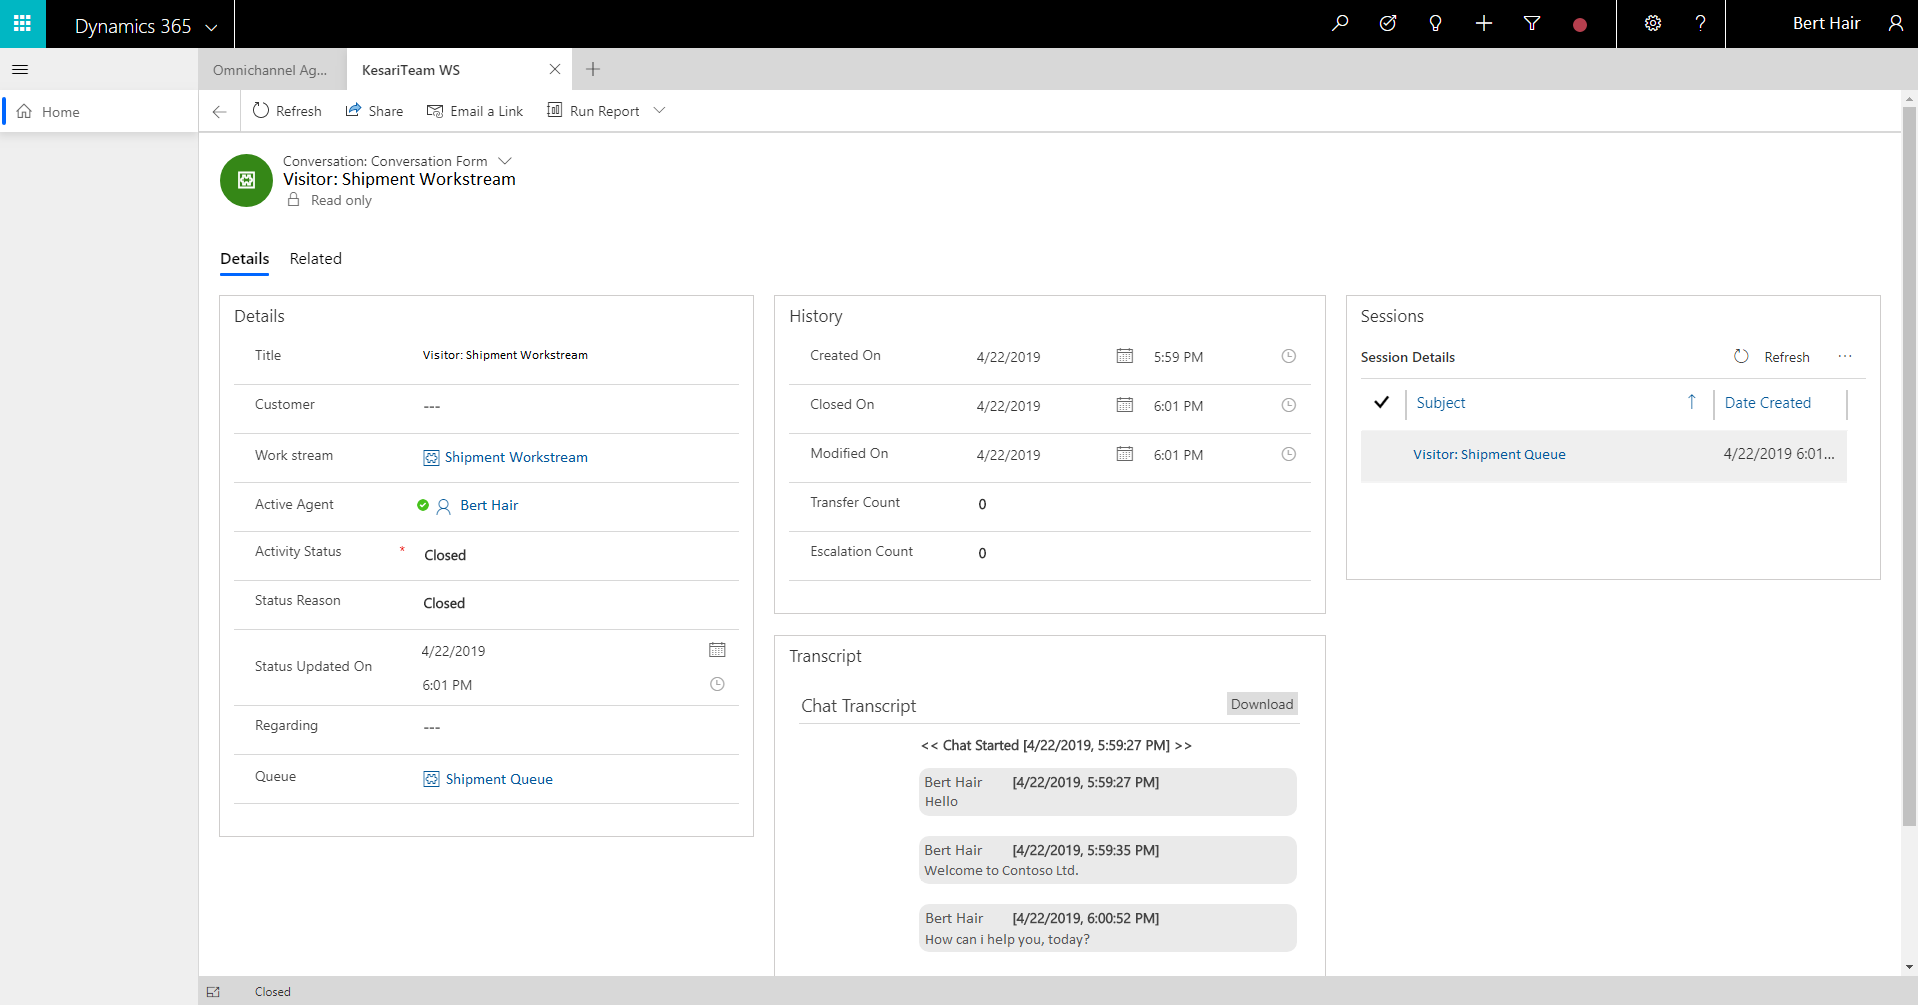 Dynamics 365
Bert Hair
Omnichannel Ag...
KesariTeam WS
Home
Refresh
Share
Email a Link
Run Report
Conversation: Conversation Form
Visitor: Shipment Workstream
Read only
Details
Related
Details
Title
Visitor: Shipment Workstream
Customer
---
Work stream
Shipment Workstream
Active Agent
Bert Hair
Activity Status
*
Closed
Status Reason
Closed
Status Updated On
4/22/2019
6:01 PM
Regarding
---
Queue
Shipment Queue
History
Created On
4/22/2019
5:59 PM
Closed On
4/22/2019
6:01 PM
Modified On
4/22/2019
6:01 PM
Transfer Count
0
Escalation Count
0
Transcript
Chat Transcript
Download
<< Chat Started [4/22/2019, 5:59:27 PM] >>
Bert Hair [4/22/2019, 5:59:27 PM]
Hello
Bert Hair [4/22/2019, 5:59:35 PM]
Welcome to Contoso Ltd.
Bert Hair [4/22/2019, 6:00:52 PM]
How can i help you, today?
Sessions
Session Details
Refresh
...
Subject
Date Created
Visitor: Shipment Queue
4/22/2019 6:01...
Closed